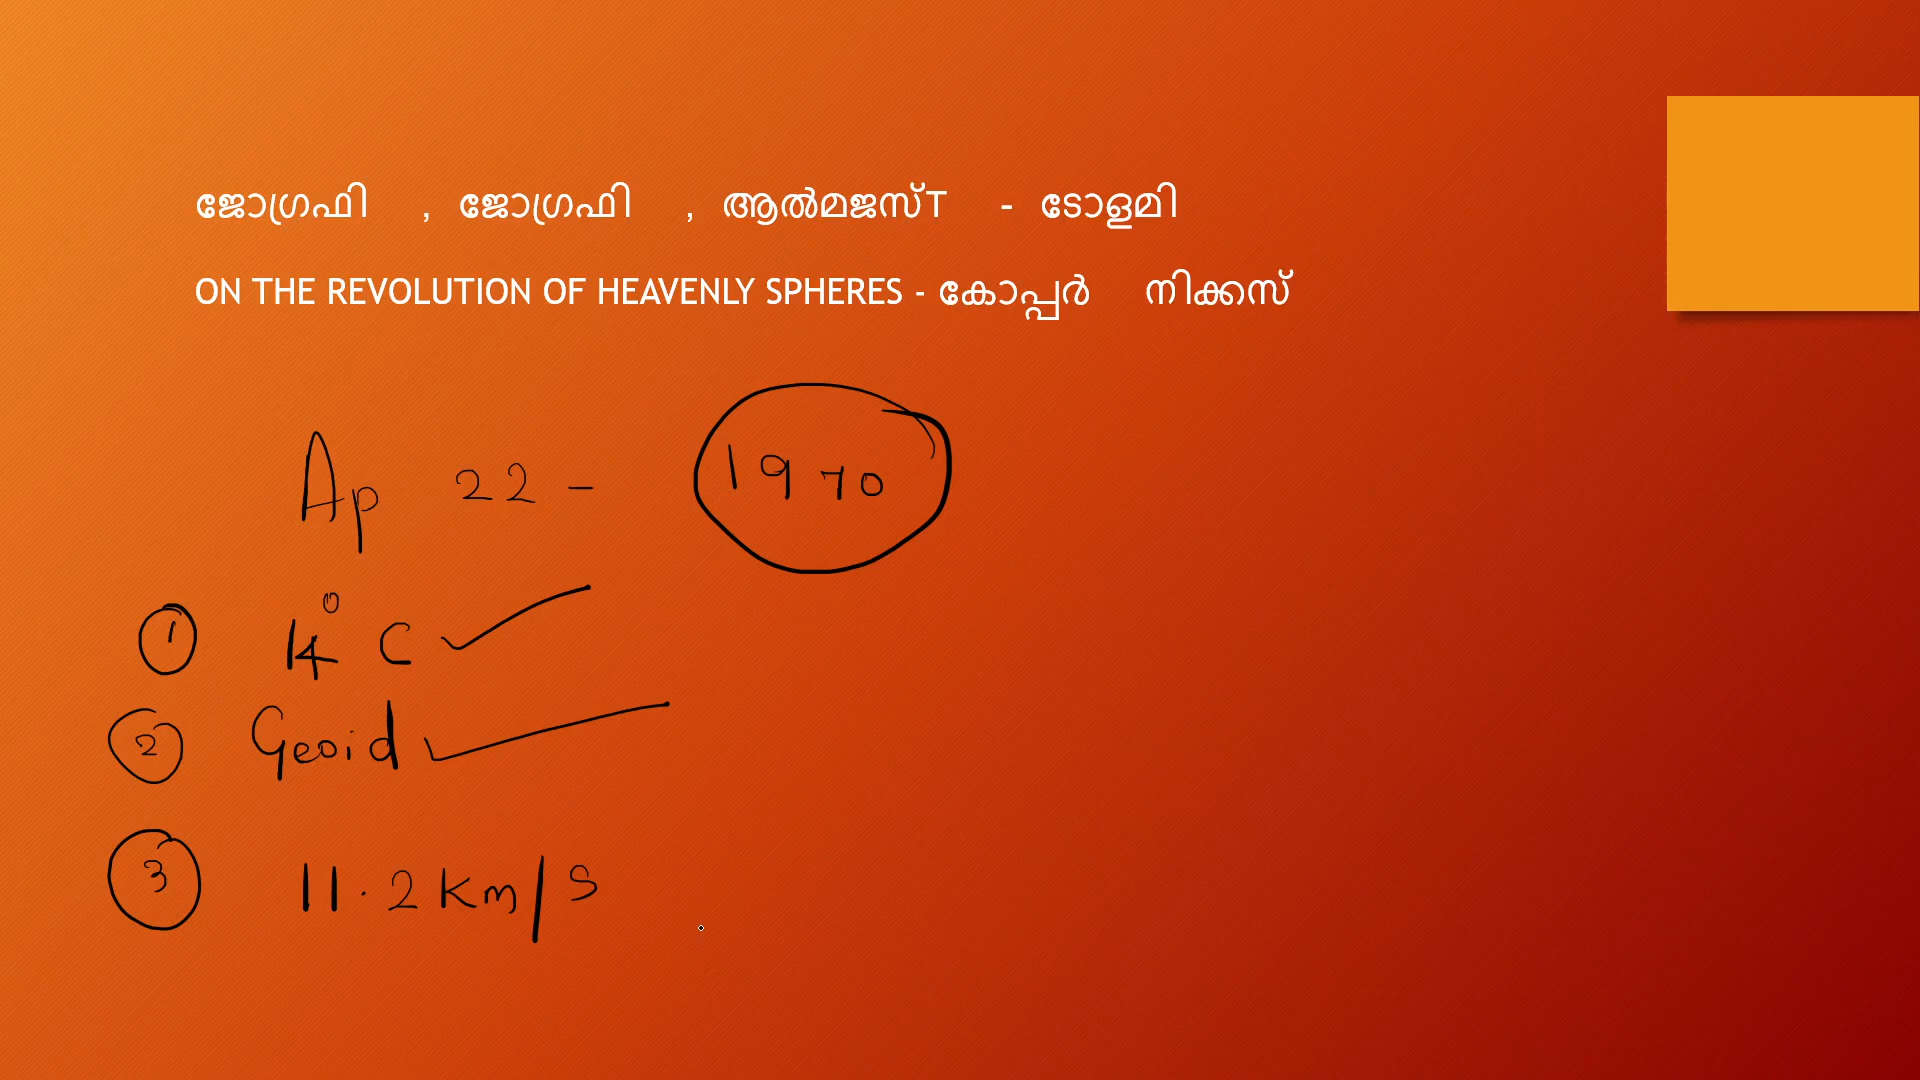 ജോഗ്രഫി , ജോഗ്രഫി , ആൽമജസ്T - ടോളമി
ON THE REVOLUTION OF HEAVENLY SPHERES - കോപ്പർ നിക്കസ്
Ap 22 - 1970
1 14° C
2 Geoid
3 11.2 Km/s